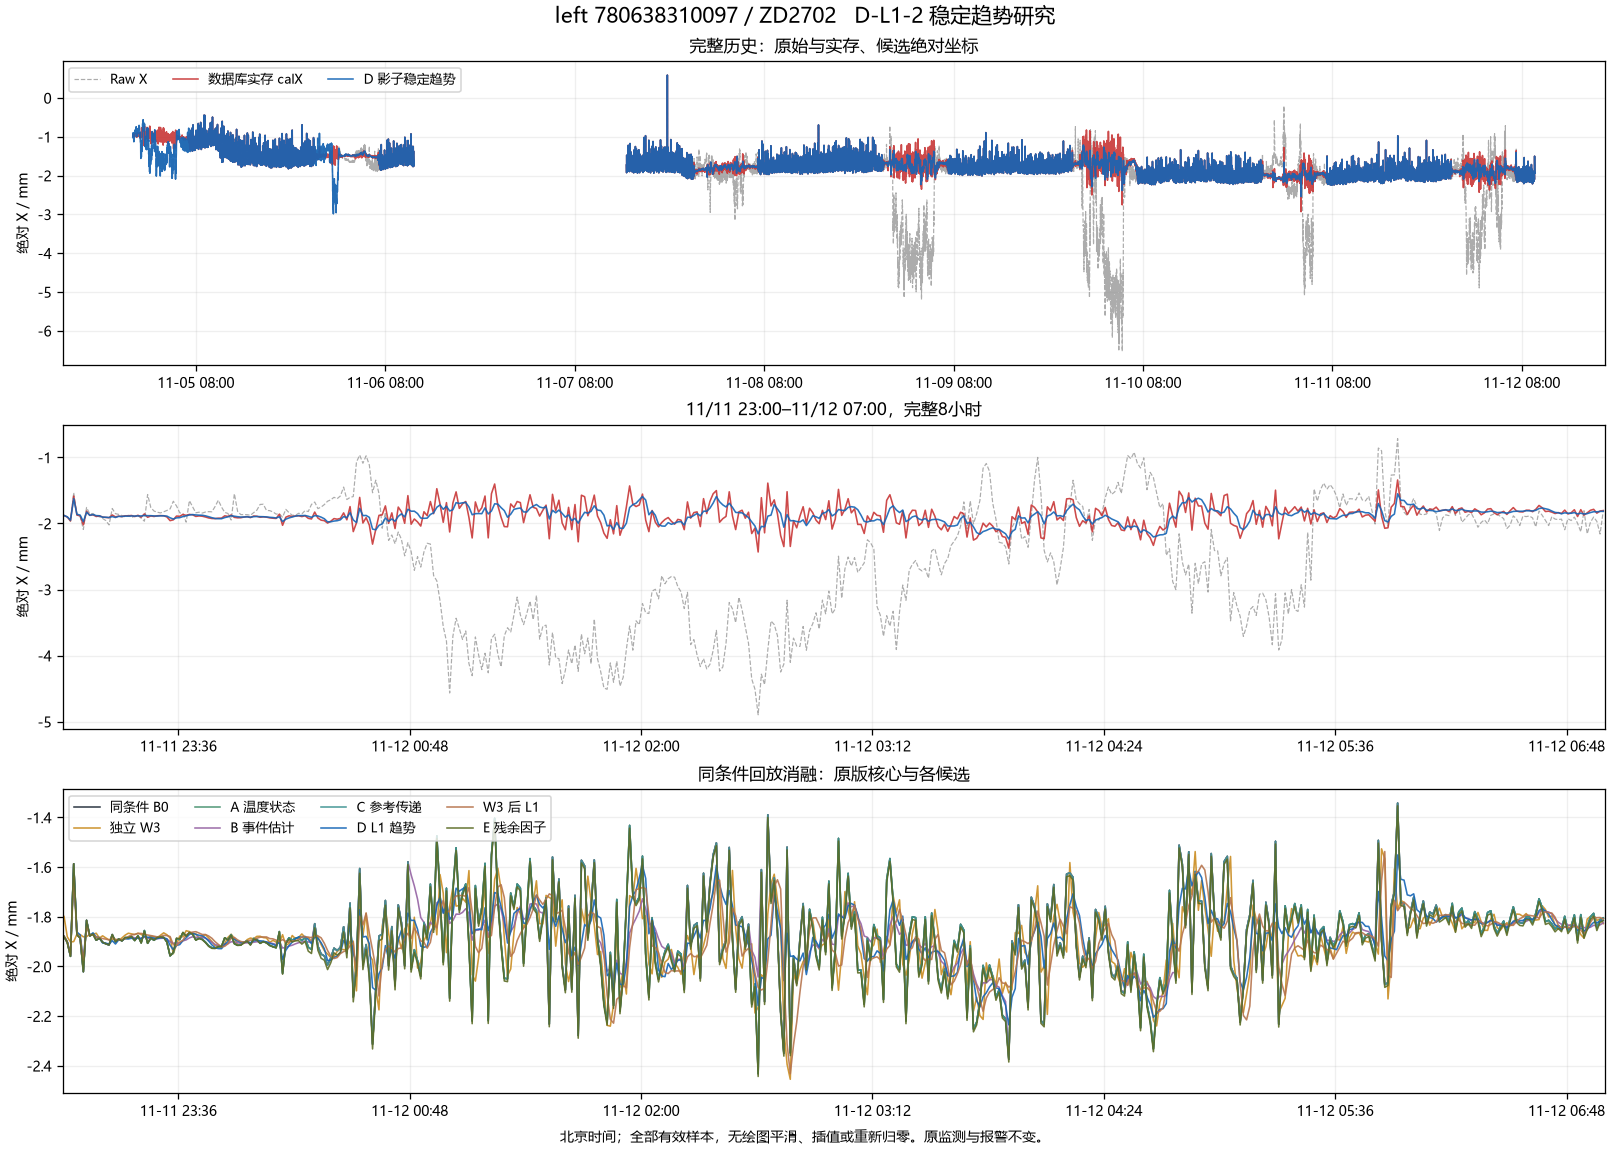 left 780638310097 / ZD2702   D-L1-2 稳定趋势研究
完整历史：原始与实存、候选绝对坐标
Raw X
数据库实存 calX
D 影子稳定趋势
绝对 X / mm
0
-1
-2
-3
-4
-5
-6
11-05 08:00
11-06 08:00
11-07 08:00
11-08 08:00
11-09 08:00
11-10 08:00
11-11 08:00
11-12 08:00
11/11 23:00–11/12 07:00，完整8小时
绝对 X / mm
-1
-2
-3
-4
-5
11-11 23:36
11-12 00:48
11-12 02:00
11-12 03:12
11-12 04:24
11-12 05:36
11-12 06:48
同条件回放消融：原版核心与各候选
同条件 B0
A 温度状态
C 参考传递
W3 后 L1
独立 W3
B 事件估计
D L1 趋势
E 残余因子
绝对 X / mm
-1.4
-1.6
-1.8
-2.0
-2.2
-2.4
11-11 23:36
11-12 00:48
11-12 02:00
11-12 03:12
11-12 04:24
11-12 05:36
11-12 06:48
北京时间；全部有效样本，无绘图平滑、插值或重新归零。原监测与报警不变。